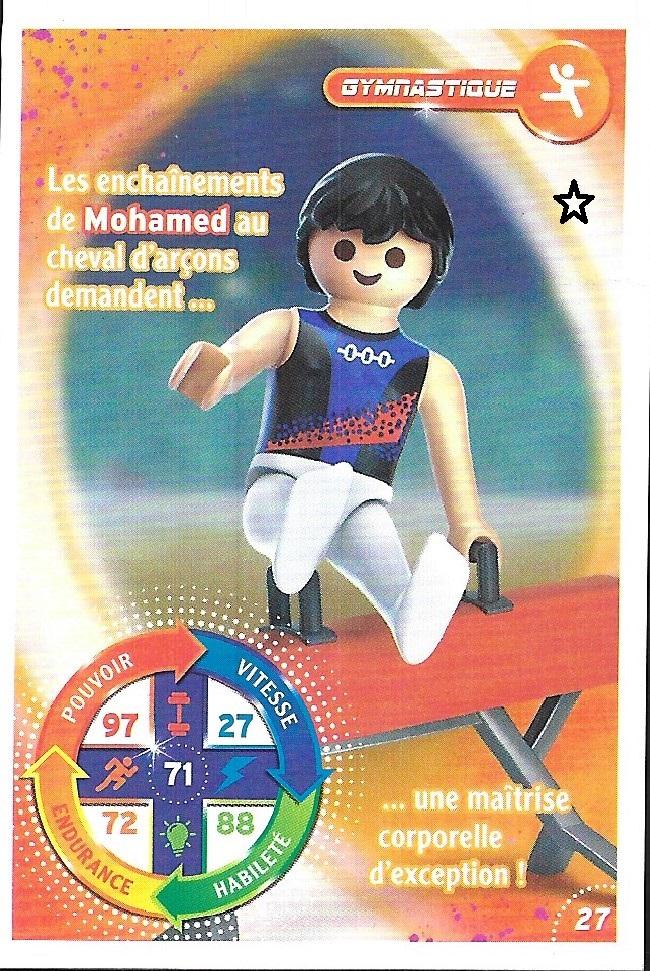 GYMNASTIQUE
Les enchaînements
de Mohamed au
cheval d'arçons
demandent ...
POUVOIR
VITESSE
97
27
71
72
88
ENDURANCE
HABILETÉ
... une maîtrise
corporelle
d'exception !
27